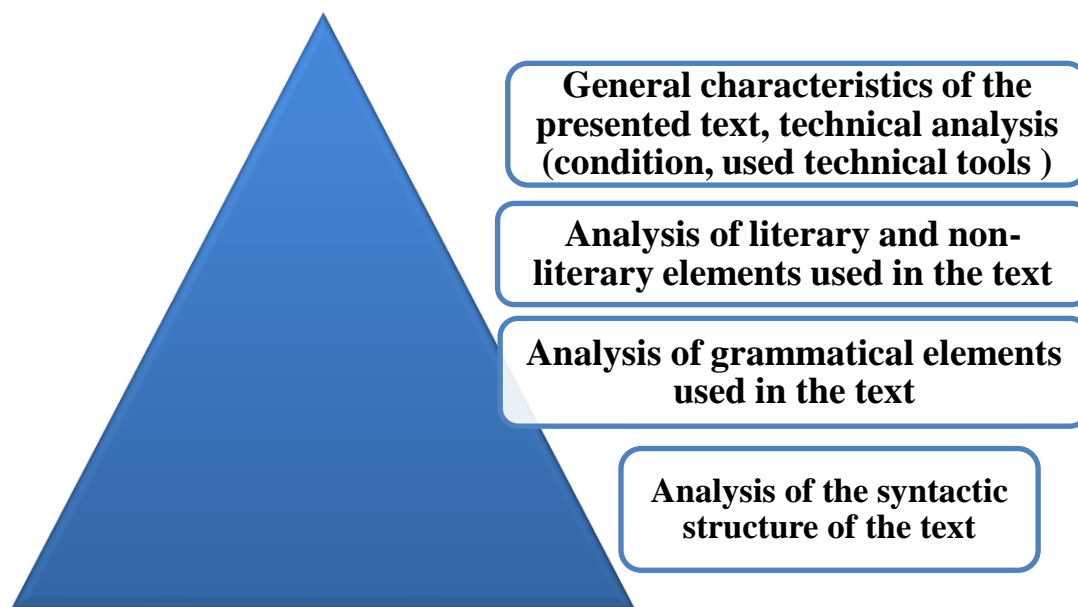 General characteristics of the
presented text, technical analysis
(condition, used technical tools )
Analysis of literary and non-
literary elements used in the text
Analysis of grammatical elements
used in the text
Analysis of the syntactic
structure of the text